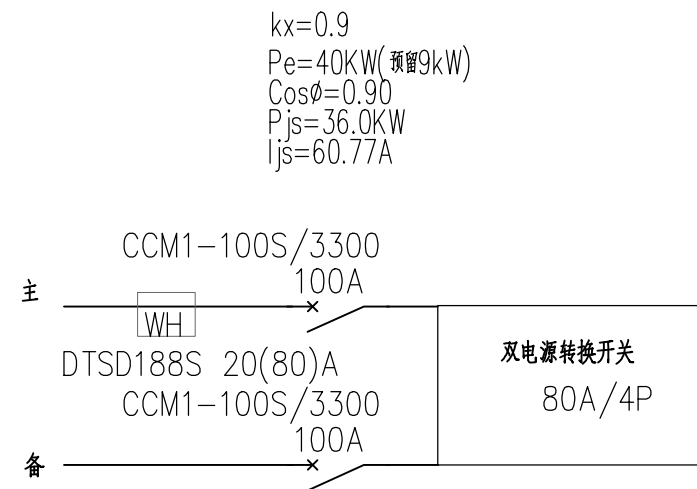 kx=0.9
Pe=40KW(预留9kW)
Cosø=0.90
Pjs=36.0KW
Ijs=60.77A
CCM1-100S/3300
100A
主
WH
双电源转换开关
DTSD188S 20(80)A
80A/4P
CCM1-100S/3300
100A
备